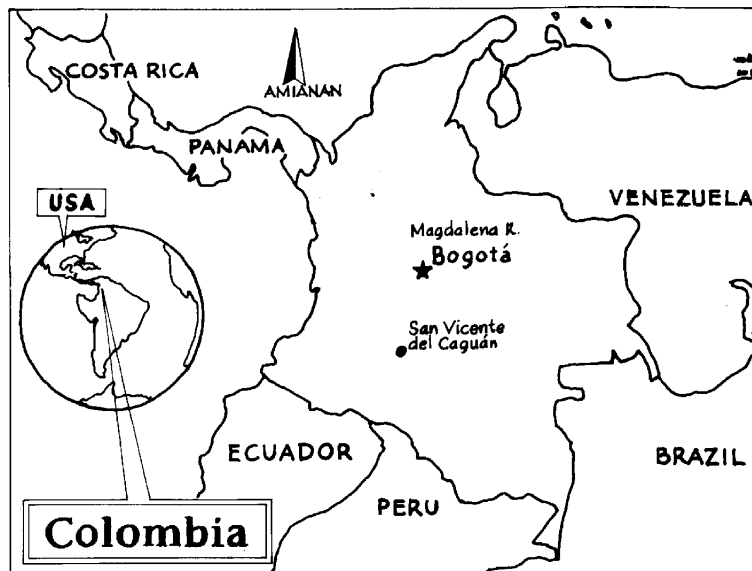 COSTA RICA
AMIANAN
PANAMA
USA
VENEZUELA
Magdalena R.
Bogotá
San Vicente
del Caguán
ECUADOR
PERU
BRAZIL
Colombia